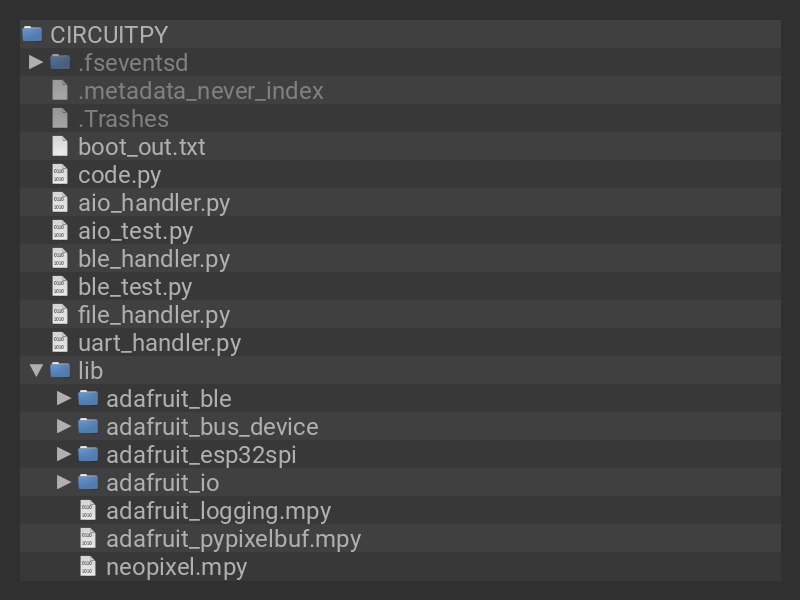 CIRCUITPY
.fseventsd
.metadata_never_index
.Trashes
boot_out.txt
code.py
aio_handler.py
aio_test.py
ble_handler.py
ble_test.py
file_handler.py
uart_handler.py
lib
adafruit_ble
adafruit_bus_device
adafruit_esp32spi
adafruit_io
adafruit_logging.mpy
adafruit_pypixelbuf.mpy
neopixel.mpy